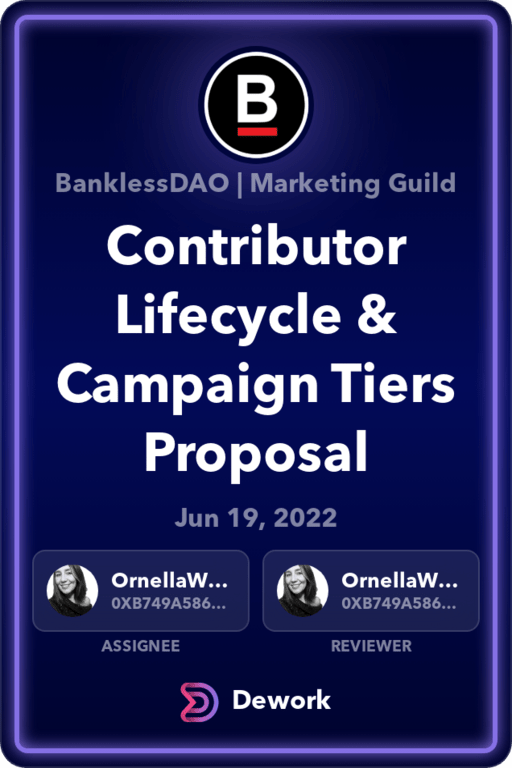 B
BanklessDAO | Marketing Guild
Contributor
Lifecycle &
Campaign Tiers
Proposal
Jun 19, 2022
OrnellaW... OrnellaW...
0XB749A586... 0XB749A586...
ASSIGNEE REVIEWER
Dework